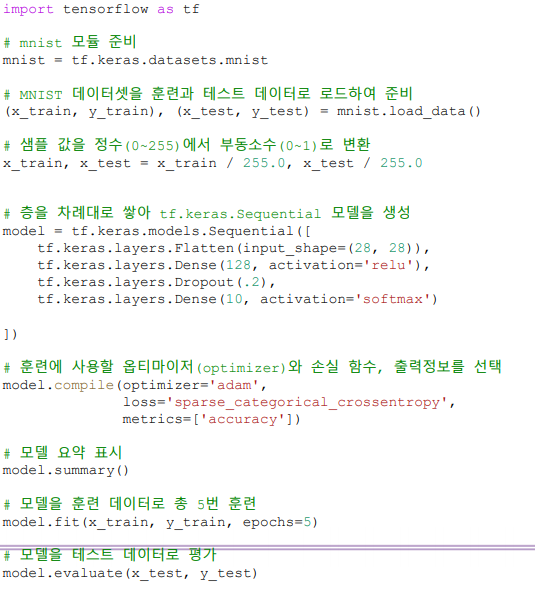 import tensorflow as tf
# mnist 모듈 준비
mnist = tf.keras.datasets.mnist
# MNIST 데이터셋을 훈련과 테스트 데이터로 로드하여 준비
(x_train, y_train), (x_test, y_test) = mnist.load_data()
# 샘플 값을 정수(0~255)에서 부동소수(0~1)로 변환
x_train, x_test = x_train / 255.0, x_test / 255.0
# 층을 차례대로 쌓아 tf.keras.Sequential 모델을 생성
model = tf.keras.models.Sequential([
    tf.keras.layers.Flatten(input_shape=(28, 28)),
    tf.keras.layers.Dense(128, activation='relu'),
    tf.keras.layers.Dropout(.2),
    tf.keras.layers.Dense(10, activation='softmax')
])
# 훈련에 사용할 옵티마이저(optimizer)와 손실 함수, 출력정보를 선택
model.compile(optimizer='adam',
              loss='sparse_categorical_crossentropy',
              metrics=['accuracy'])
# 모델 요약 표시
model.summary()
# 모델을 훈련 데이터로 총 5번 훈련
model.fit(x_train, y_train, epochs=5)
# 모델을 테스트 데이터로 평가
model.evaluate(x_test, y_test)